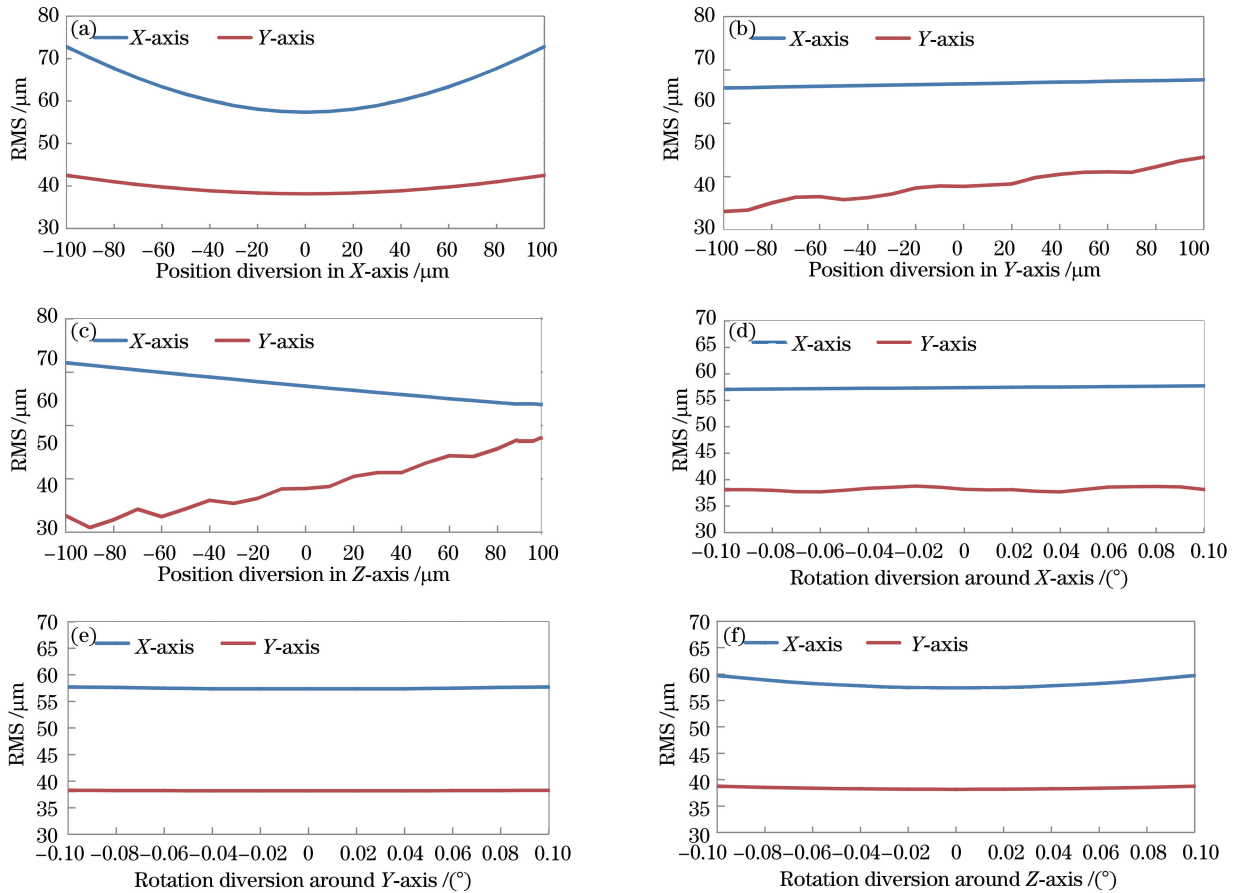 (a) X-axis Y-axis
80
70
60
50
40
30
RMS /μm
−100 −80 −60 −40 −20 0 20 40 60 80 100
Position diversion in X-axis /μm
(b) X-axis Y-axis
80
70
60
50
40
30
RMS /μm
−100 −80 −60 −40 −20 0 20 40 60 80 100
Position diversion in Y-axis /μm
(c) X-axis Y-axis
80
70
60
50
40
30
RMS /μm
−100 −80 −60 −40 −20 0 20 40 60 80 100
Position diversion in Z-axis /μm
(d) X-axis Y-axis
70
65
60
55
50
45
40
35
30
RMS /μm
−0.10 −0.08 −0.06 −0.04 −0.02 0 0.02 0.04 0.06 0.08 0.10
Rotation diversion around X-axis /(°)
(e) X-axis Y-axis
70
65
60
55
50
45
40
35
30
RMS /μm
−0.10 −0.08 −0.06 −0.04 −0.02 0 0.02 0.04 0.06 0.08 0.10
Rotation diversion around Y-axis /(°)
(f) X-axis Y-axis
70
65
60
55
50
45
40
35
30
RMS /μm
−0.10 −0.08 −0.06 −0.04 −0.02 0 0.02 0.04 0.06 0.08 0.10
Rotation diversion around Z-axis /(°)